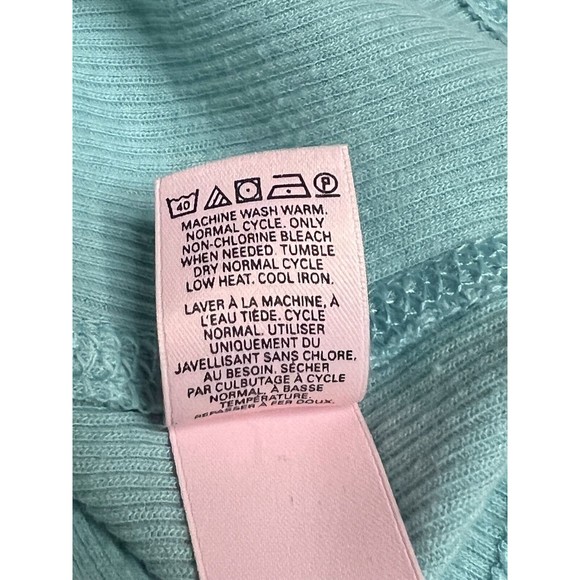 40 P
MACHINE WASH WARM.
NORMAL CYCLE. ONLY
NON-CHLORINE BLEACH
WHEN NEEDED. TUMBLE
DRY NORMAL CYCLE
LOW HEAT. COOL IRON.
LAVER À LA MACHINE, À
L'EAU TIÈDE. CYCLE
NORMAL. UTILISER
UNIQUEMENT DU
JAVELLISANT SANS CHLORE,
AU BESOIN. SÉCHER
PAR CULBUTAGE À CYCLE
NORMAL, À BASSE
TEMPÉRATURE.
REPASSER À FER DOUX.